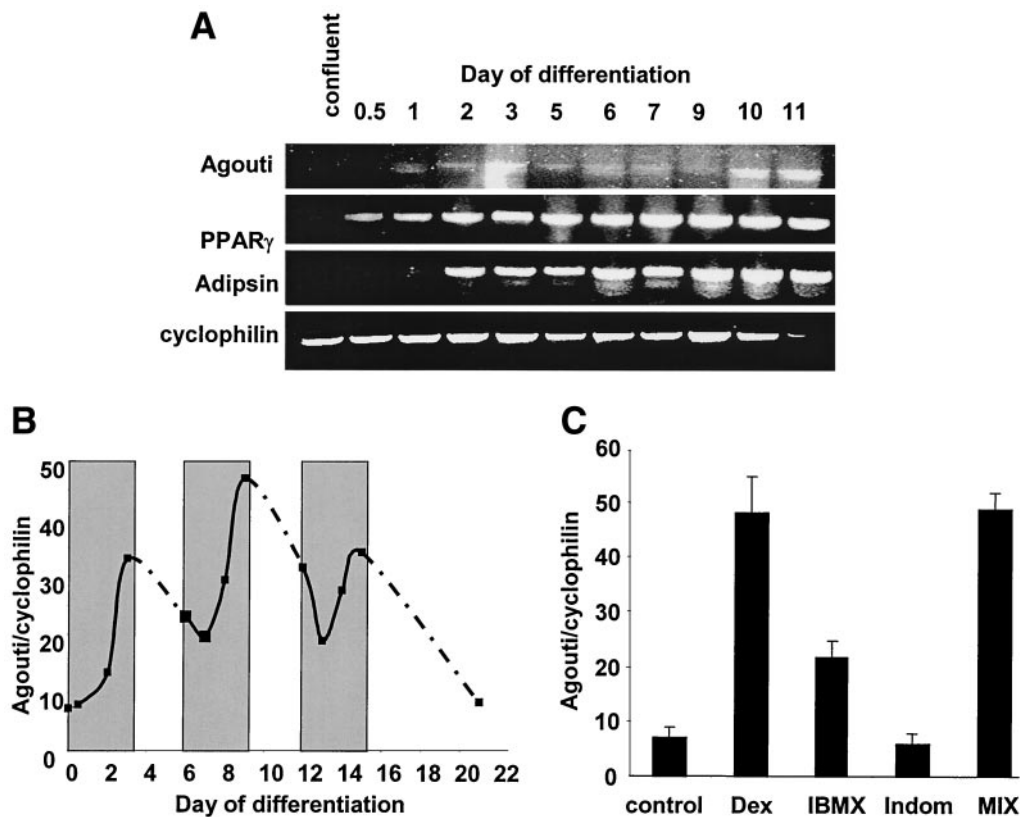 A
confluent
Day of differentiation
0.5 1 2 3 5 6 7 9 10 11
Agouti
PPARγ
Adipsin
cyclophilin
B
Agouti/cyclophilin
50
40
30
20
10
0
0 2 4 6 8 10 12 14 16 20 22
Day of differentiation
C
Agouti/cyclophilin
60
50
40
30
20
10
0
control Dex IBMX Indom MIX